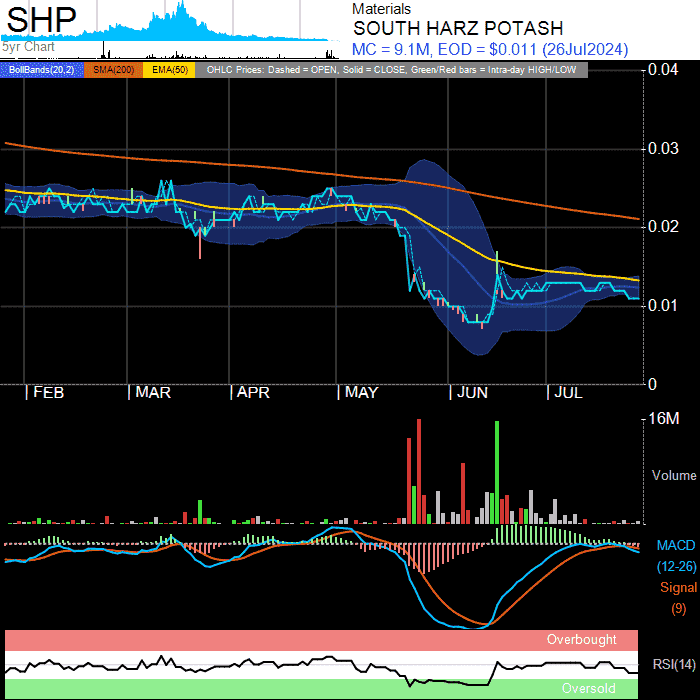 SHP
5yr Chart
Materials
SOUTH HARZ POTASH
MC = 9.1M, EOD = $0.011 (26Jul2024)
BollBands(20,2) SMA(200) EMA(50) OHLC Prices: Dashed = OPEN, Solid = CLOSE, Green/Red bars = Intra-day HIGH/LOW
0.04
0.03
0.02
0.01
0
FEB MAR APR MAY JUN JUL
16M
Volume
MACD
(12-26)
Signal
(9)
Overbought
RSI(14)
Oversold